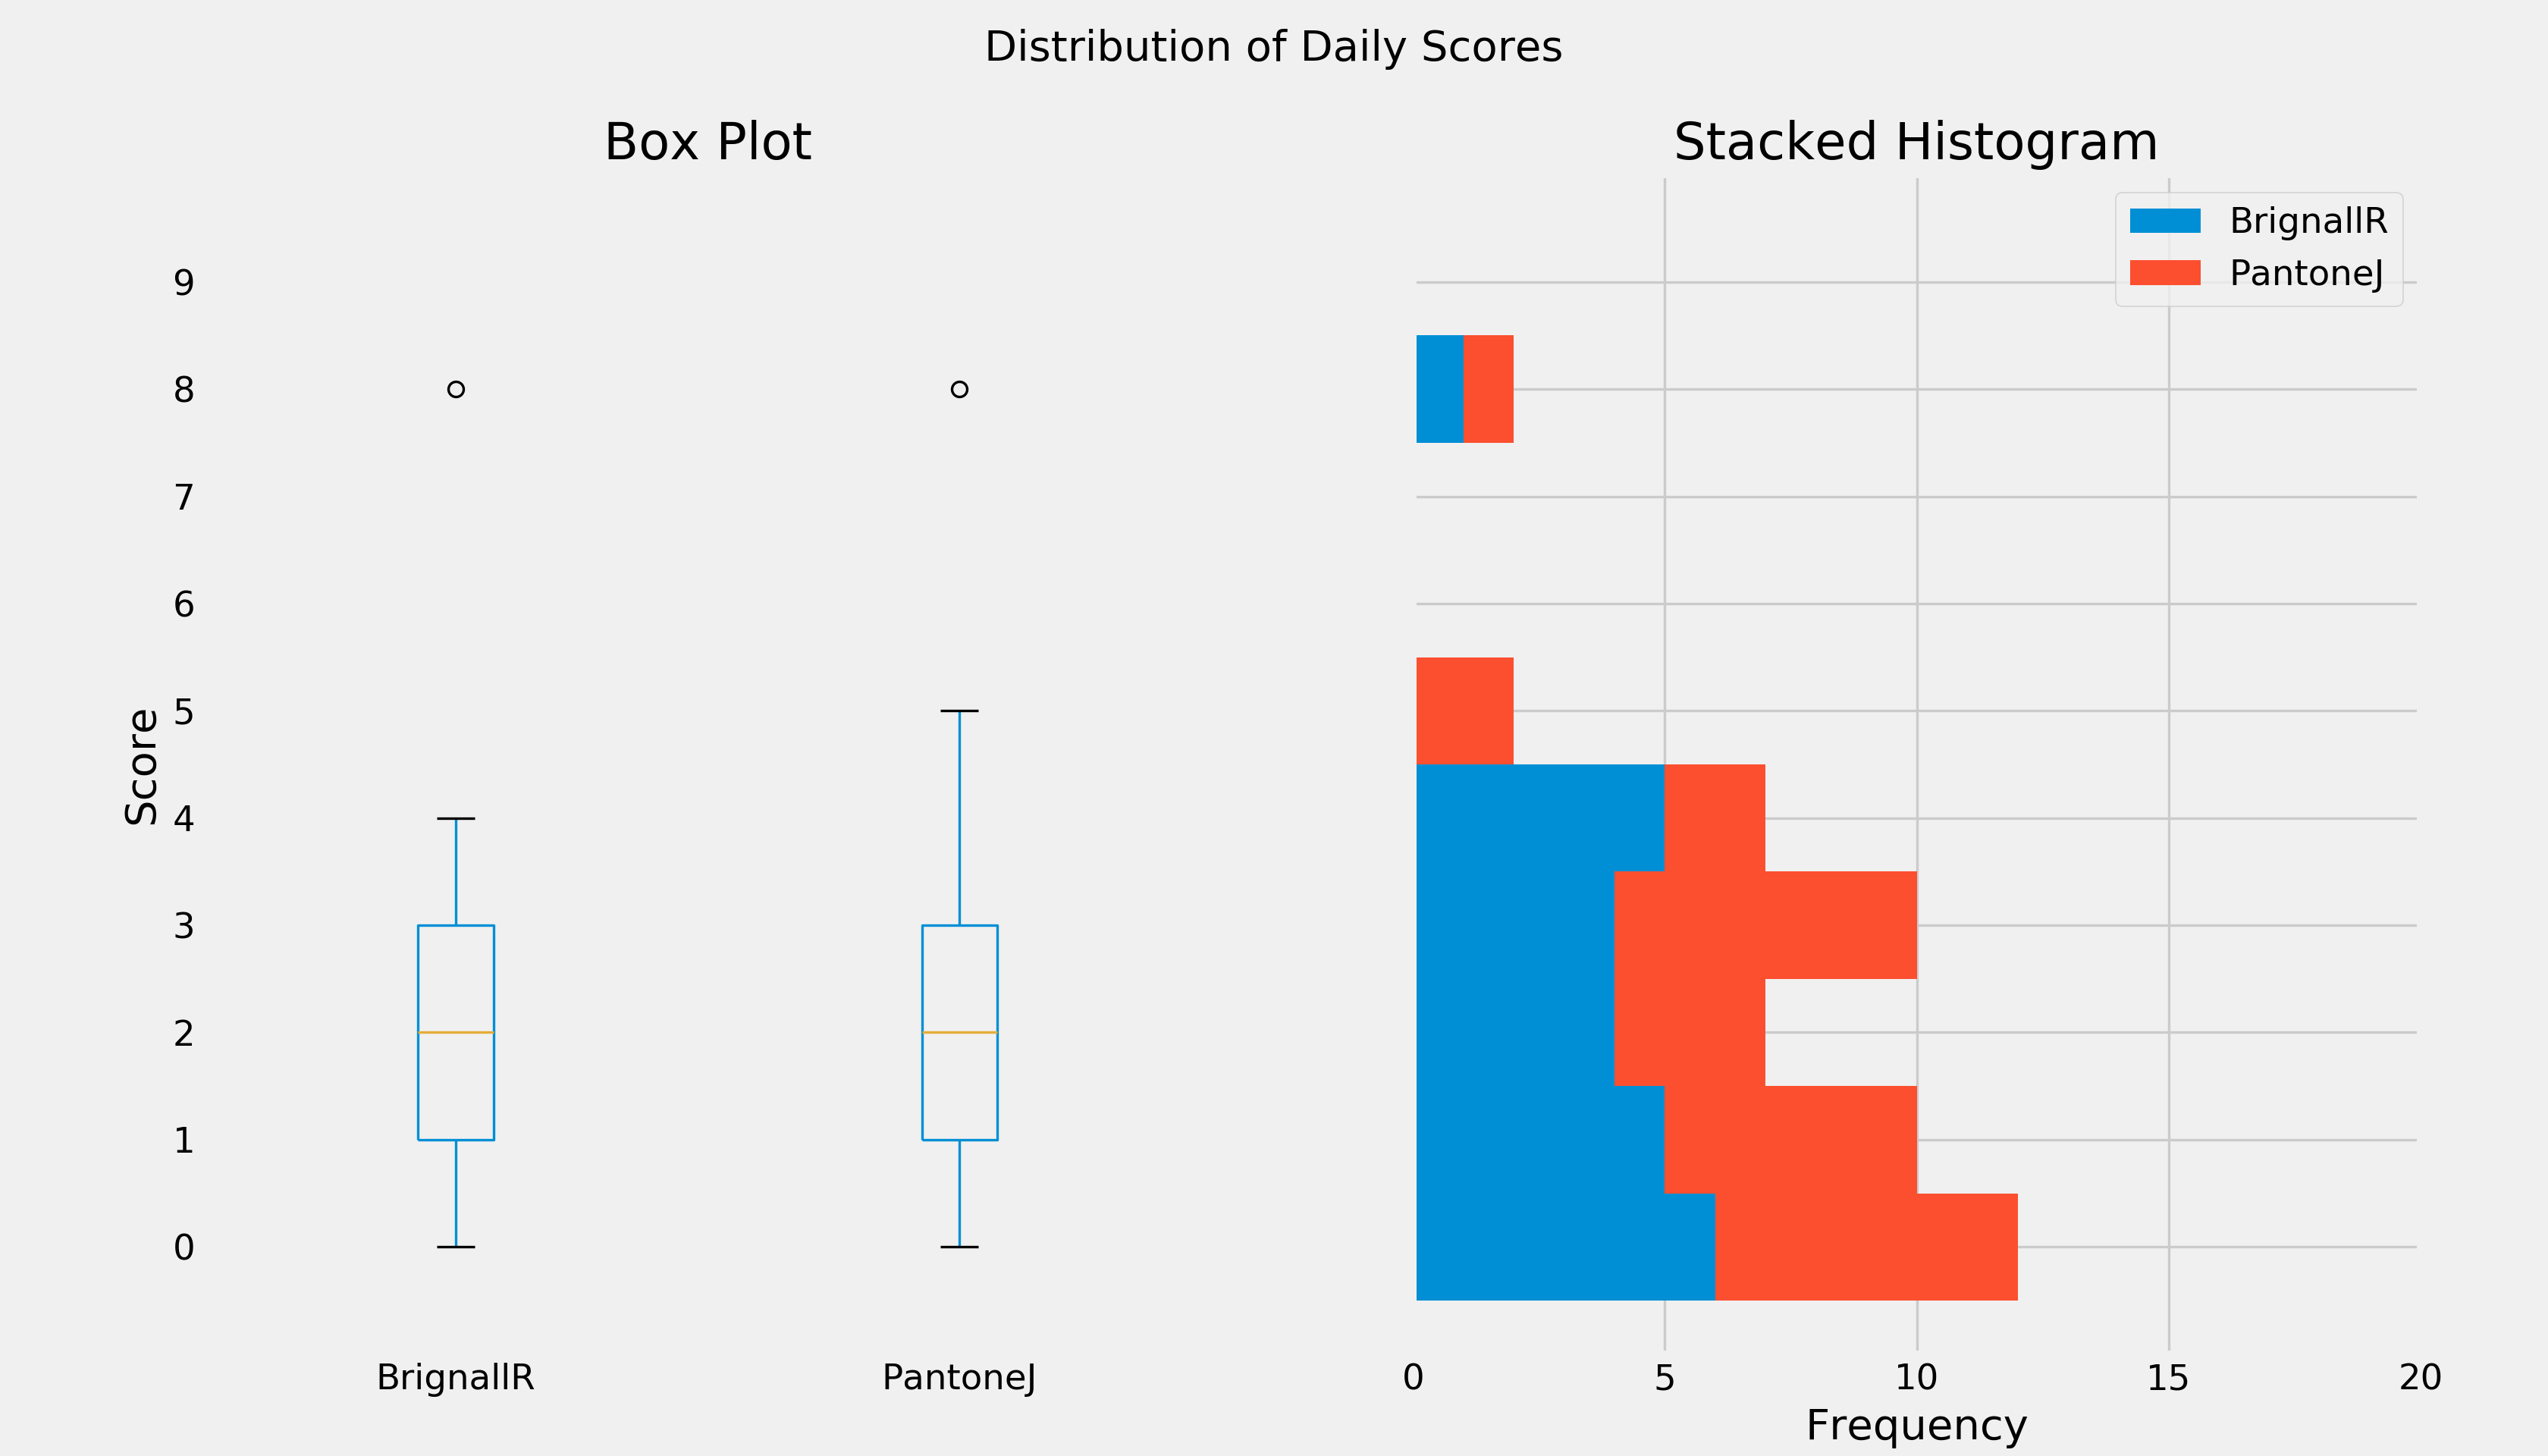 Distribution of Daily Scores
Box Plot
Score
9
8
7
6
5
4
3
2
1
0
BrignallR PantoneJ
Stacked Histogram
BrignallR
PantoneJ
0 5 10 15 20
Frequency